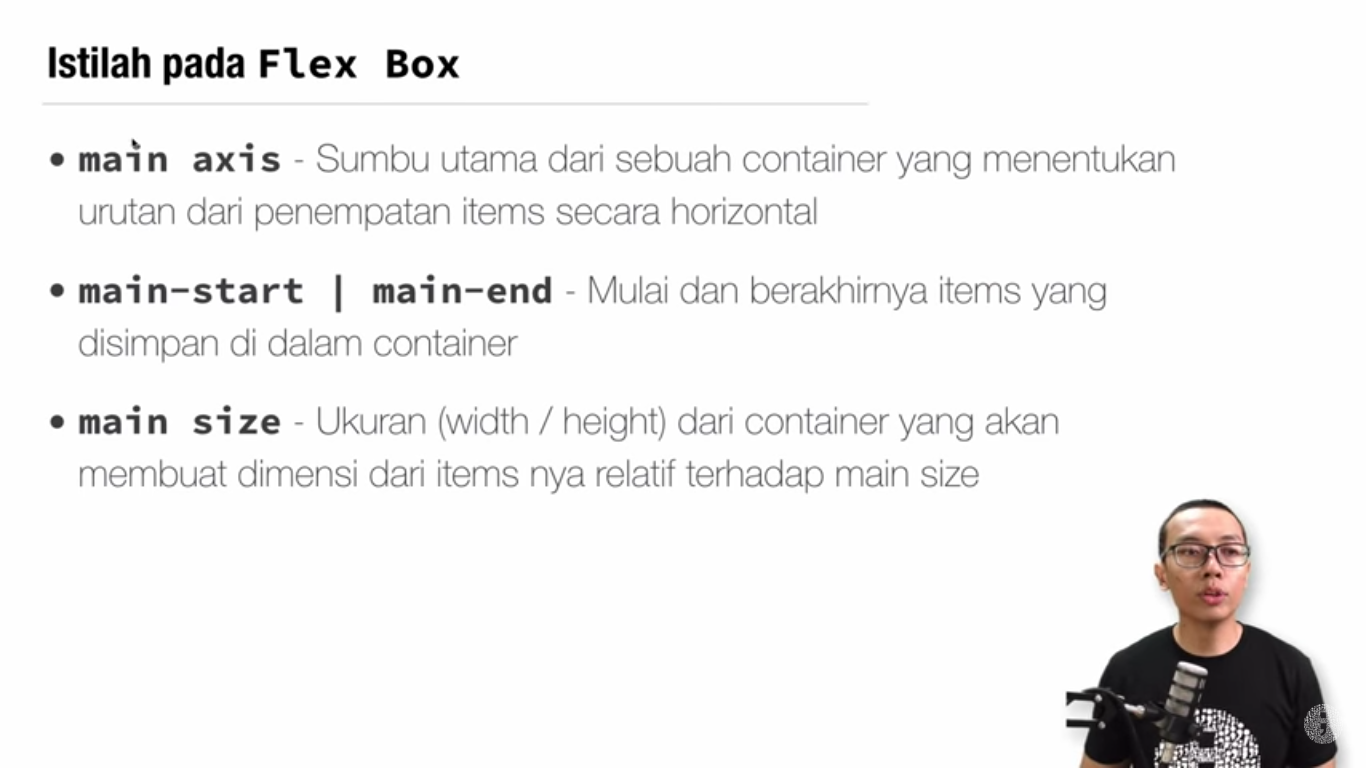 Istilah pada Flex Box
• main axis - Sumbu utama dari sebuah container yang menentukan
urutan dari penempatan items secara horizontal
• main-start | main-end - Mulai dan berakhirnya items yang
disimpan di dalam container
• main size - Ukuran (width / height) dari container yang akan
membuat dimensi dari items nya relatif terhadap main size